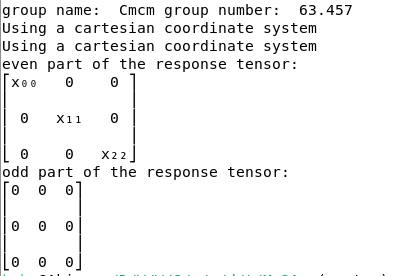 group name:  Cmcm group number:  63.457
Using a cartesian coordinate system
Using a cartesian coordinate system
even part of the response tensor:
⎡x₀₀   0    0 ⎤
⎢ 0   x₁₁   0 ⎥
⎣ 0    0   x₂₂⎦
odd part of the response tensor:
⎡0  0  0⎤
⎢0  0  0⎥
⎣0  0  0⎦